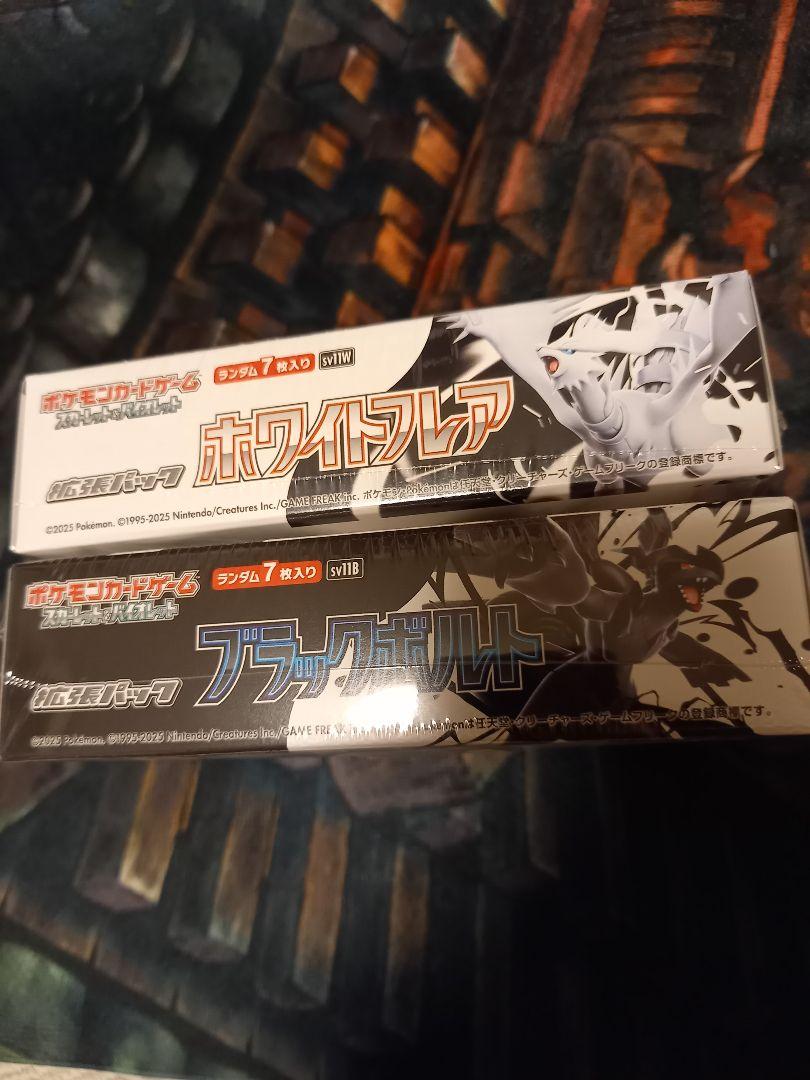 ポケモンカードゲーム
スカーレット&バイオレット
ランダム7枚入り
sv11W
拡張パック
ホワイトフレア
©2025 Pokémon. ©1995-2025 Nintendo/Creatures Inc./GAME FREAK inc. ポケモン・Pokémonは任天堂・クリーチャーズ・ゲームフリークの登録商標です。
ポケモンカードゲーム
スカーレット&バイオレット
ランダム7枚入り
sv11B
拡張パック
ブラックボルト
©2025 Pokémon. ©1995-2025 Nintendo/Creatures Inc./GAME FREAK は任天堂・クリーチャーズ・ゲームフリークの登録商標です。